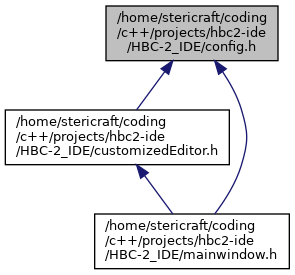 /home/stericraft/coding
/c++/projects/hbc2-ide
/HBC-2_IDE/config.h
/home/stericraft/coding
/c++/projects/hbc2-ide
/HBC-2_IDE/customizedEditor.h
/home/stericraft/coding
/c++/projects/hbc2-ide
/HBC-2_IDE/mainwindow.h